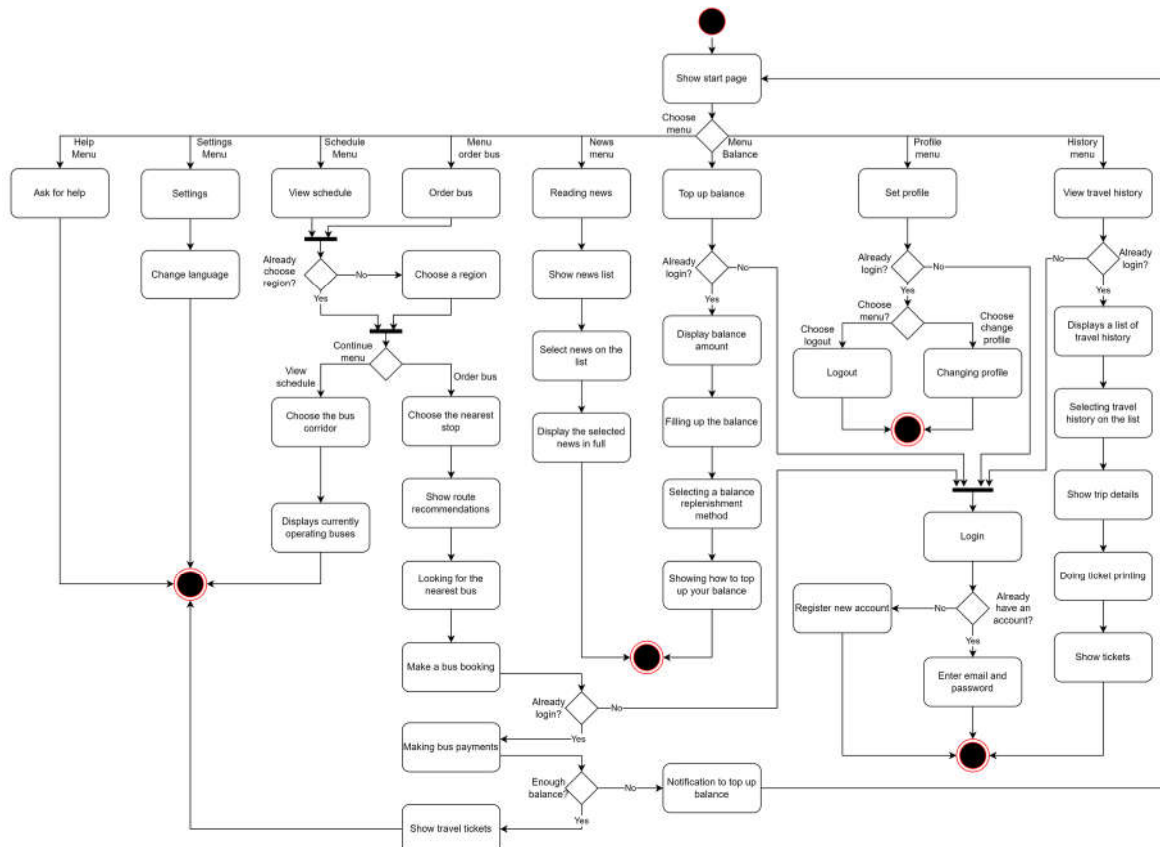 Show start page
Choose
menu
Help
Menu
Settings
Menu
Schedule
Menu
Menu
order bus
News
menu
Menu
Balance
Profile
menu
History
menu
Ask for help
Settings
View schedule
Order bus
Reading news
Top up balance
Set profile
View travel history
Already
choose
region?
No
Yes
Change language
Choose a region
Show news list
Already
login?
No
Yes
Already
login?
No
Yes
Already
login?
Choose
menu?
Choose
logout
Choose
change
profile
Continue
menu
View
schedule
Order bus
Select news on the
list
Display balance
amount
Logout
Changing profile
Displays a list of
travel history
Choose the bus
corridor
Choose the nearest
stop
Display the selected
news in full
Filling up the balance
Selecting travel
history on the list
Displays currently
operating buses
Show route
recommendations
Selecting a balance
replenishment
method
Login
Show trip details
Looking for the
nearest bus
Showing how to top
up your balance
Register new account
No
Already
have an
account?
Yes
Doing ticket printing
Make a bus booking
Enter email and
password
Show tickets
Already
login?
No
Yes
Making bus payments
Enough
balance?
No
Yes
Notification to top up
balance
Show travel tickets